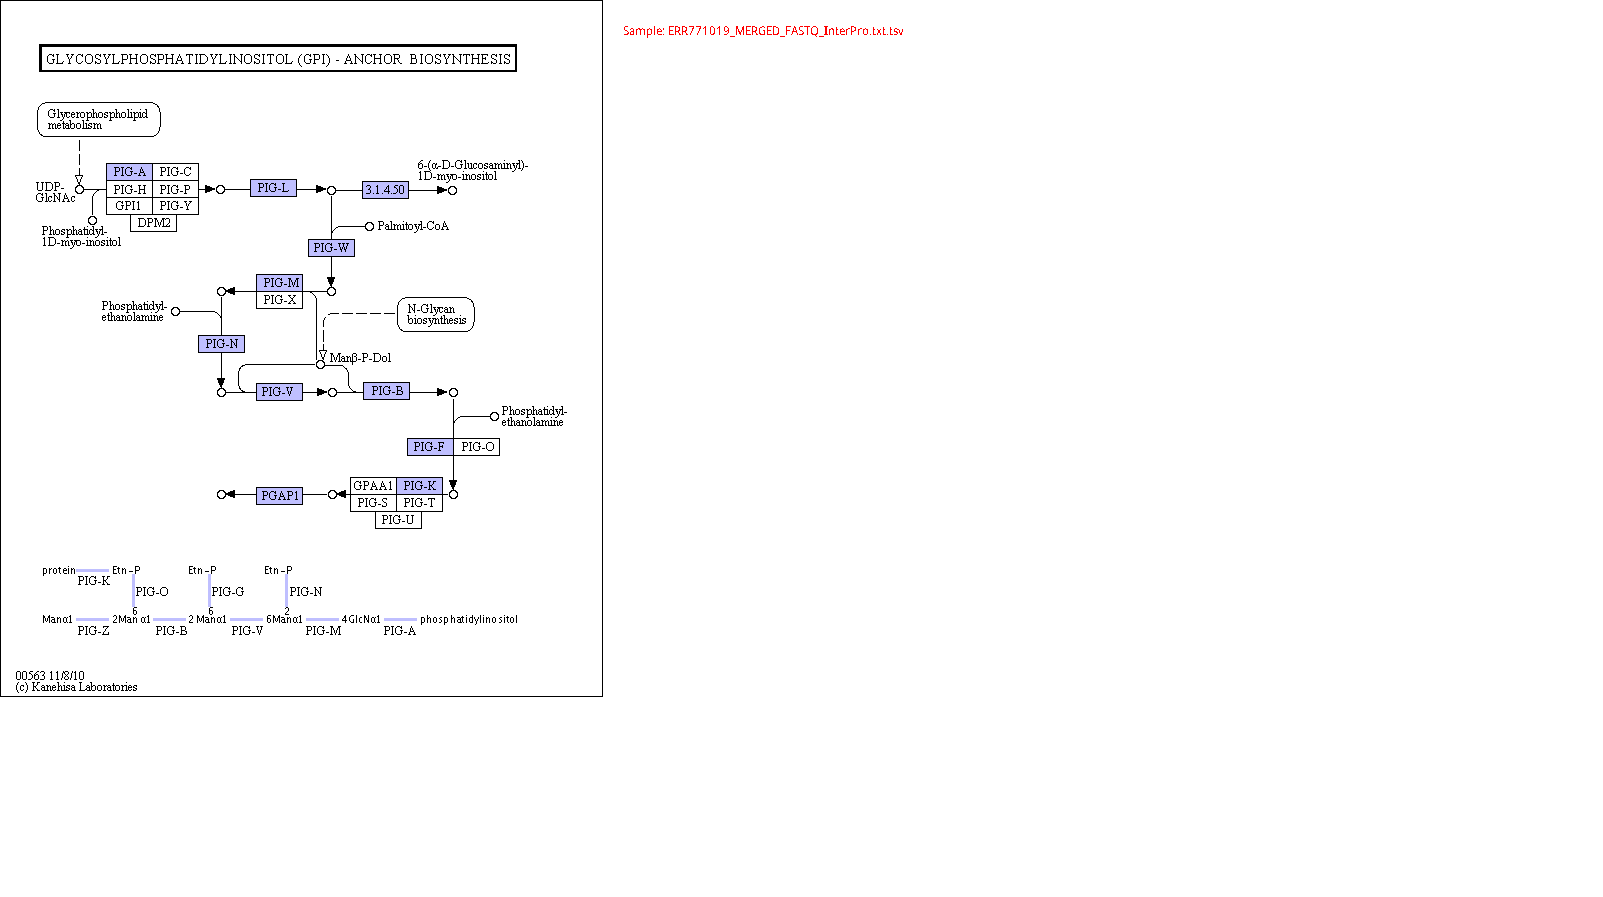 Sample: ERR771019_MERGED_FASTQ_InterPro.txt.tsv
GLYCOSYLPHOSPHATIDYLINOSITOL (GPI) - ANCHOR BIOSYNTHESIS
Glycerophospholipid
metabolism
6-(α-D-Glucosaminyl)-
1D-myo-inositol
PIG-A PIG-C
UDP-
GlcNAc
PIG-H PIG-P
PIG-L
3.1.4.50
GPI1 PIG-Y
DPM2
Phosphatidyl-
1D-myo-inositol
Palmitoyl-CoA
PIG-W
PIG-M
PIG-X
Phosphatidyl-
ethanolamine
N-Glycan
biosynthesis
PIG-N
Manβ-P-Dol
PIG-V
PIG-B
Phosphatidyl-
ethanolamine
PIG-F PIG-O
GPAA1 PIG-K
PGAP1
PIG-S PIG-T
PIG-U
protein Etn-P Etn-P Etn-P
PIG-K
PIG-O PIG-G PIG-N
6 6 2
Manα1 2Manα1 2Manα1 6Manα1 4GlcNα1 phosphatidylinositol
PIG-Z PIG-B PIG-V PIG-M PIG-A
00563 11/8/10
(c) Kanehisa Laboratories